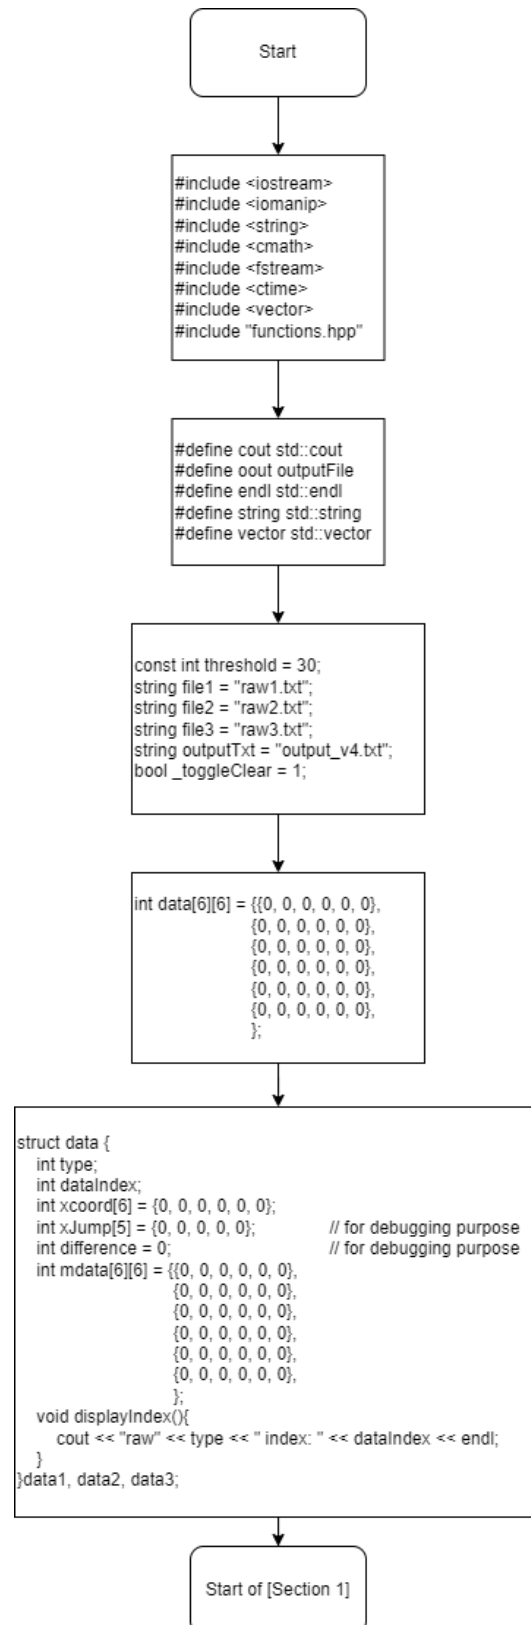 Start
#include <iostream>
#include <iomanip>
#include <string>
#include <cmath>
#include <fstream>
#include <ctime>
#include <vector>
#include "functions.hpp"
#define cout std::cout
#define oout outputFile
#define endl std::endl
#define string std::string
#define vector std::vector
const int threshold = 30;
string file1 = "raw1.txt";
string file2 = "raw2.txt";
string file3 = "raw3.txt";
string outputTxt = "output_v4.txt";
bool _toggleClear = 1;
int data[6][6] = {{0, 0, 0, 0, 0, 0},
{0, 0, 0, 0, 0, 0},
{0, 0, 0, 0, 0, 0},
{0, 0, 0, 0, 0, 0},
{0, 0, 0, 0, 0, 0},
{0, 0, 0, 0, 0, 0},
};
struct data {
int type;
int dataIndex;
int xcoord[6] = {0, 0, 0, 0, 0, 0};
int xJump[5] = {0, 0, 0, 0, 0}; // for debugging purpose
int difference = 0; // for debugging purpose
int mdata[6][6] = {{0, 0, 0, 0, 0, 0},
{0, 0, 0, 0, 0, 0},
{0, 0, 0, 0, 0, 0},
{0, 0, 0, 0, 0, 0},
{0, 0, 0, 0, 0, 0},
{0, 0, 0, 0, 0, 0},
};
void displayIndex(){
cout << "raw" << type << " index: " << dataIndex << endl;
}
}data1, data2, data3;
Start of [Section 1]